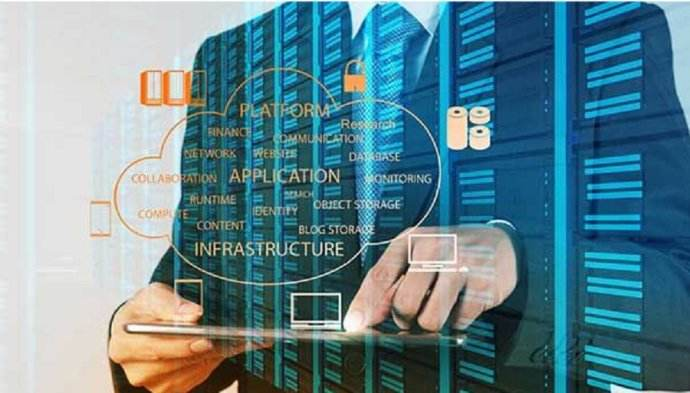 PLATFORM
FINANCE
COMMUNICATION
Research
NETWORK WEBSITE
DATABASE
COLLABORATION APPLICATION MONITORING
SEARCH
RUNTIME
OBJECT STORAGE
COMPUTE
IDENTITY
CONTENT
BLOG STORAGE
INFRASTRUCTURE